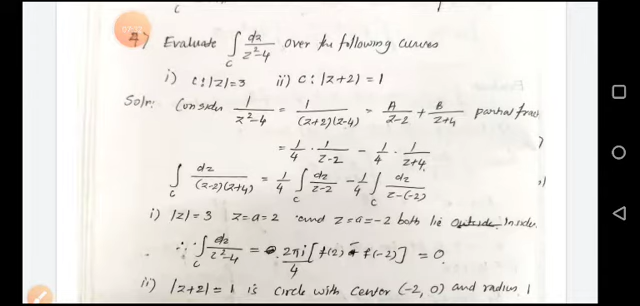 4) Evaluate ∫_C dz/(z²-4) over the following curves
i) C:|z|=3 ii) C: |z+2|=1
Soln: Consider 1/(z²-4) = 1/((z+2)(z-4)) = A/(z-2) + B/(z+4) partial frac
= 1/4 · 1/(z-2) - 1/4 · 1/(z+4)
∫_C dz/((z-2)(z+4)) = 1/4 ∫_C dz/(z-2) - 1/4 ∫_C dz/(z-(-2))
i) |z|=3 z=a=2 and z=a=-2 both lie outside inside.
∴ ∫_C dz/(z²-4) = 2πi/4 [f(2) - f(-2)] = 0.
ii) |z+2|=1 is circle with center (-2, 0) and radius 1